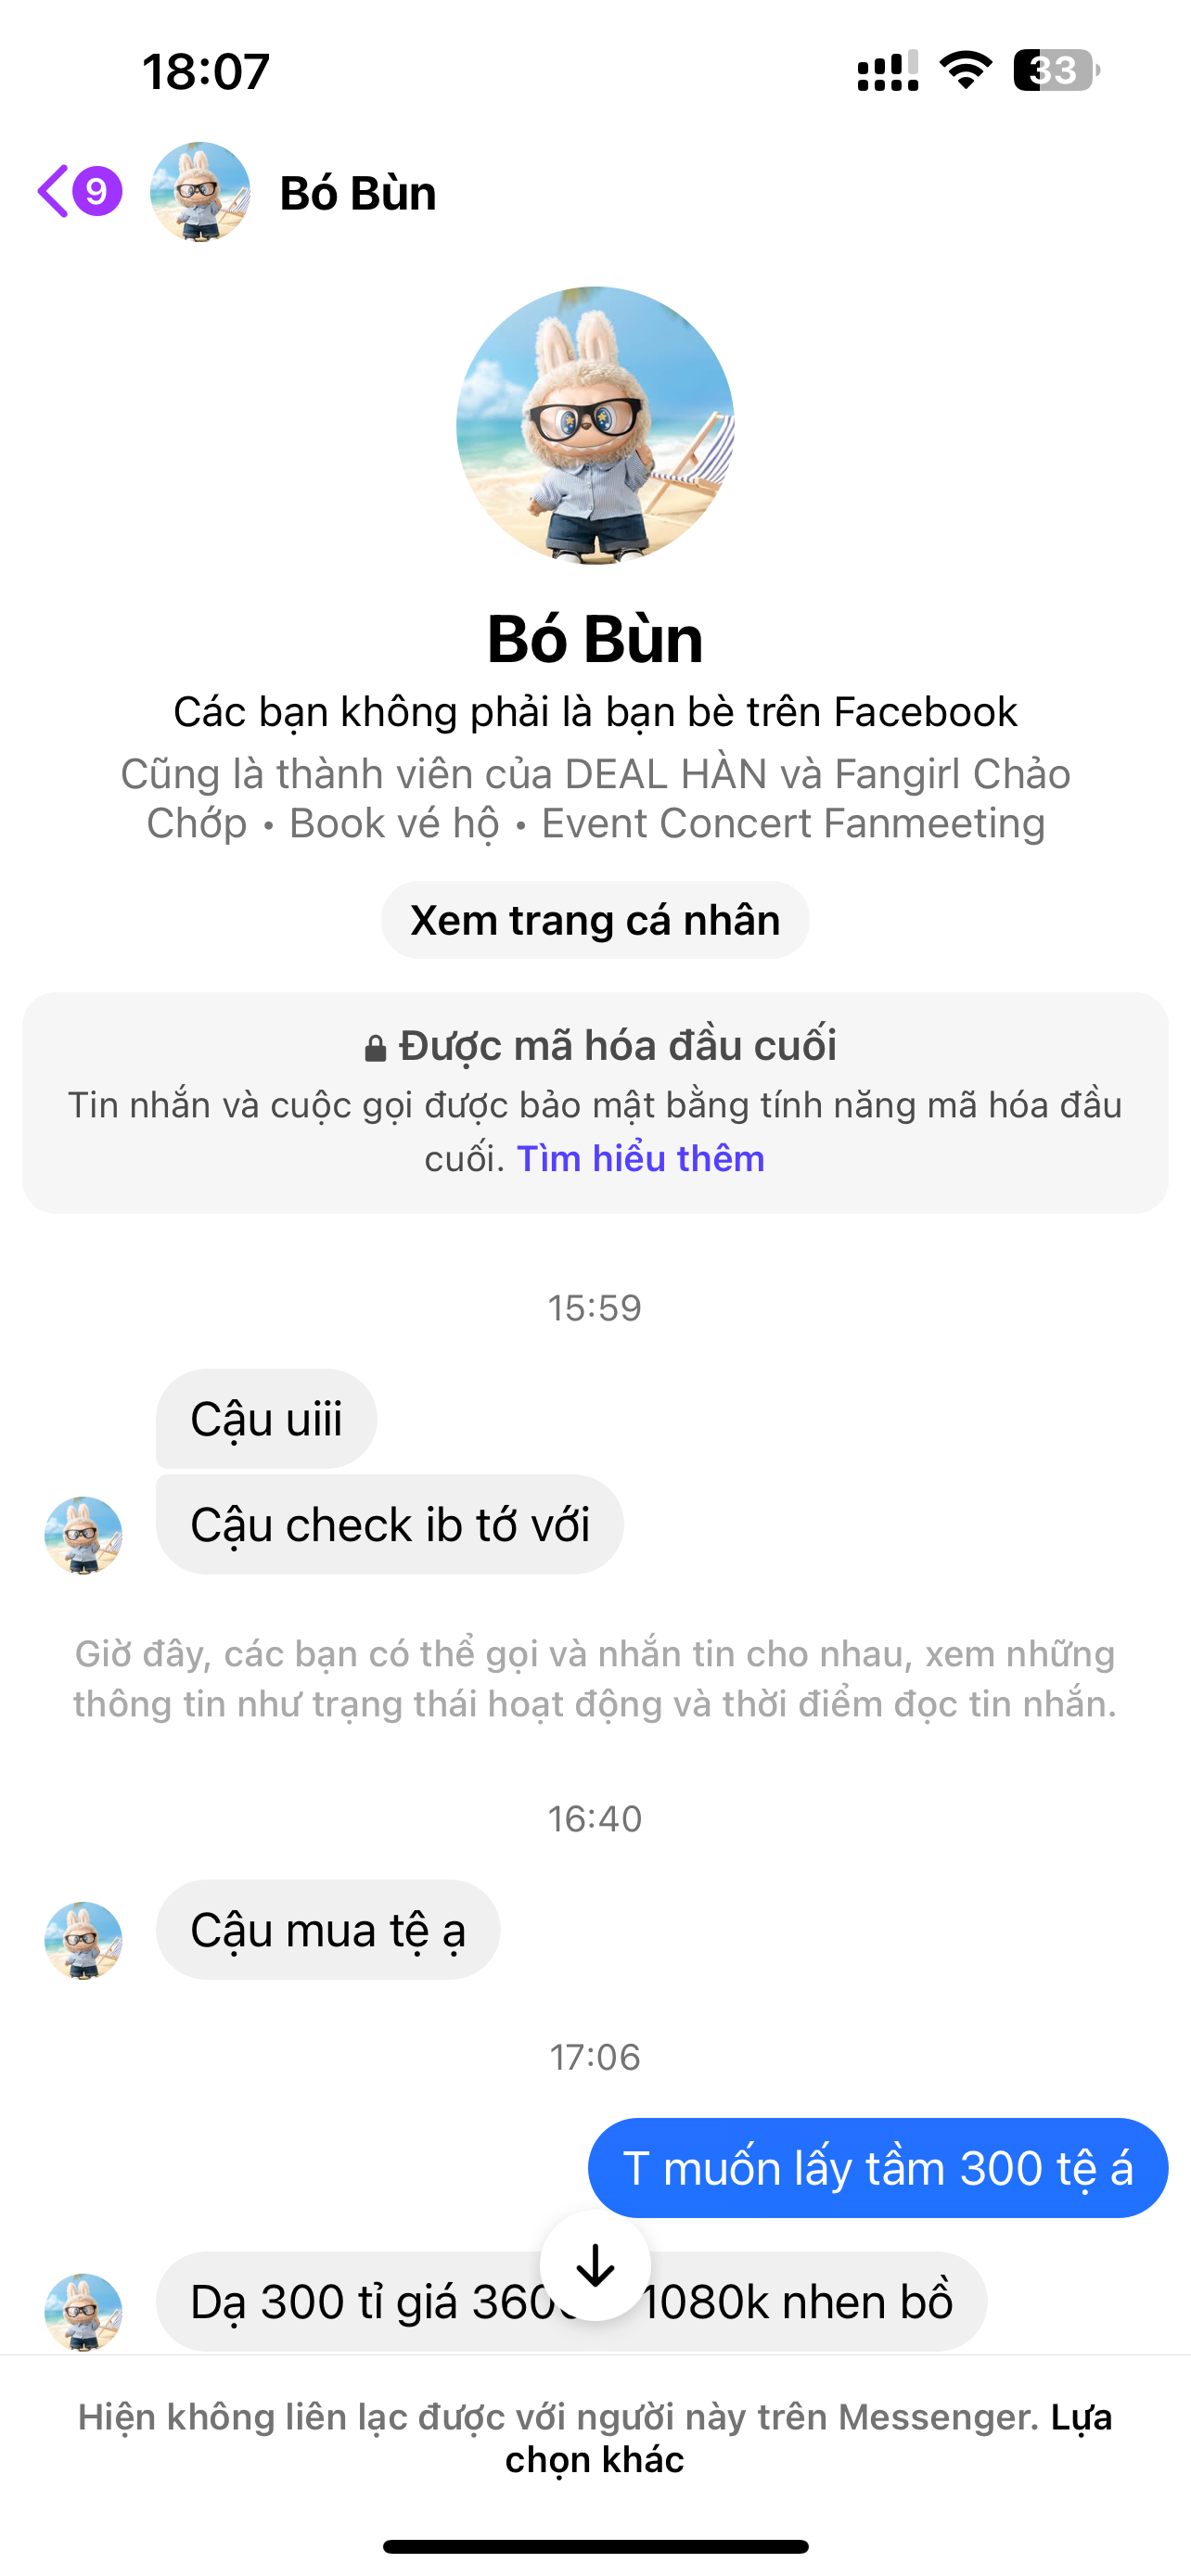 18:07
33
9
Bó Bùn
Bó Bùn
Các bạn không phải là bạn bè trên Facebook
Cũng là thành viên của DEAL HÀN và Fangirl Chảo
Chớp • Book vé hộ • Event Concert Fanmeeting
Xem trang cá nhân
Được mã hóa đầu cuối
Tin nhắn và cuộc gọi được bảo mật bằng tính năng mã hóa đầu
cuối. Tìm hiểu thêm
15:59
Cậu uiii
Cậu check ib tớ với
Giờ đây, các bạn có thể gọi và nhắn tin cho nhau, xem những
thông tin như trạng thái hoạt động và thời điểm đọc tin nhắn.
16:40
Cậu mua tệ ạ
17:06
T muốn lấy tầm 300 tệ á
Dạ 300 tỉ giá 1080k nhen bồ
Hiện không liên lạc được với người này trên Messenger. Lựa
chọn khác